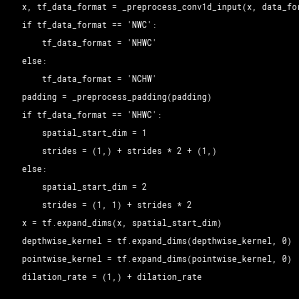 x, tf_data_format = _preprocess_conv1d_input(x, data_for
if tf_data_format == 'NWC':
    tf_data_format = 'NHWC'
else:
    tf_data_format = 'NCHW'
padding = _preprocess_padding(padding)
if tf_data_format == 'NHWC':
    spatial_start_dim = 1
    strides = (1,) + strides * 2 + (1,)
else:
    spatial_start_dim = 2
    strides = (1, 1) + strides * 2
x = tf.expand_dims(x, spatial_start_dim)
depthwise_kernel = tf.expand_dims(depthwise_kernel, 0)
pointwise_kernel = tf.expand_dims(pointwise_kernel, 0)
dilation_rate = (1,) + dilation_rate